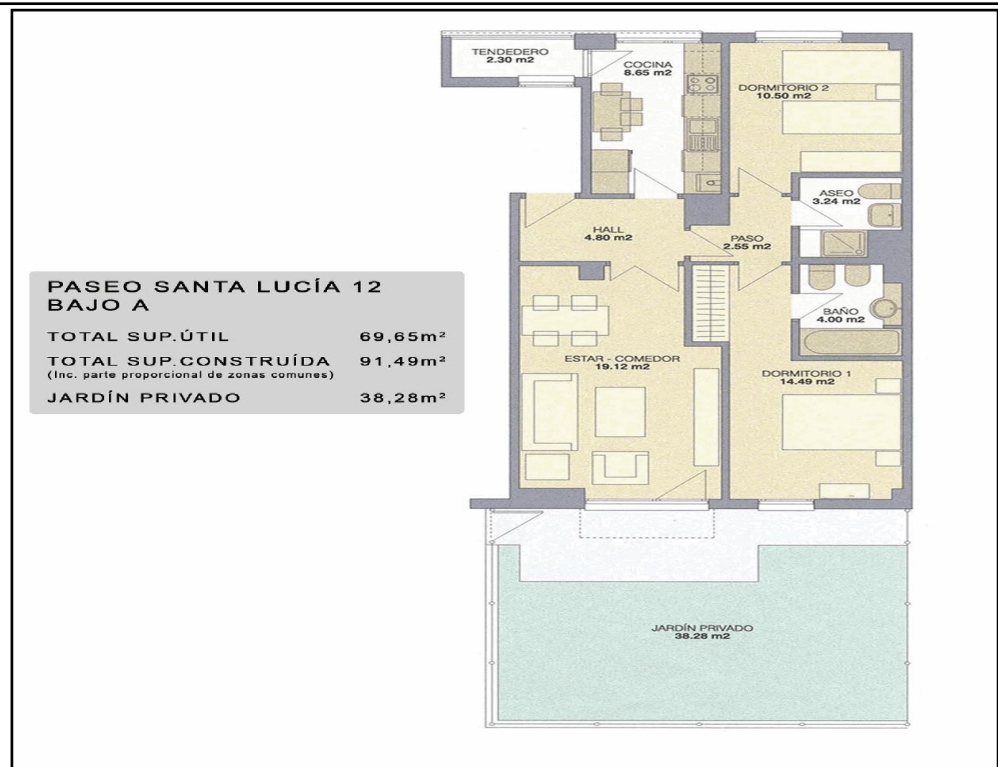 TENDEDERO
2.30 m2
COCINA
8.65 m2
DORMITORIO 2
10.50 m2
ASEO
3.24 m2
HALL
4.80 m2
PASO
2.55 m2
BAÑO
4.00 m2
PASEO SANTA LUCÍA 12
BAJO A
TOTAL SUP.ÚTIL 69,65m²
TOTAL SUP.CONSTRUÍDA 91,49m²
(Inc. parte proporcional de zonas comunes)
JARDÍN PRIVADO 38,28m²
ESTAR - COMEDOR
19.12 m2
DORMITORIO 1
14.49 m2
JARDÍN PRIVADO
38.28 m2